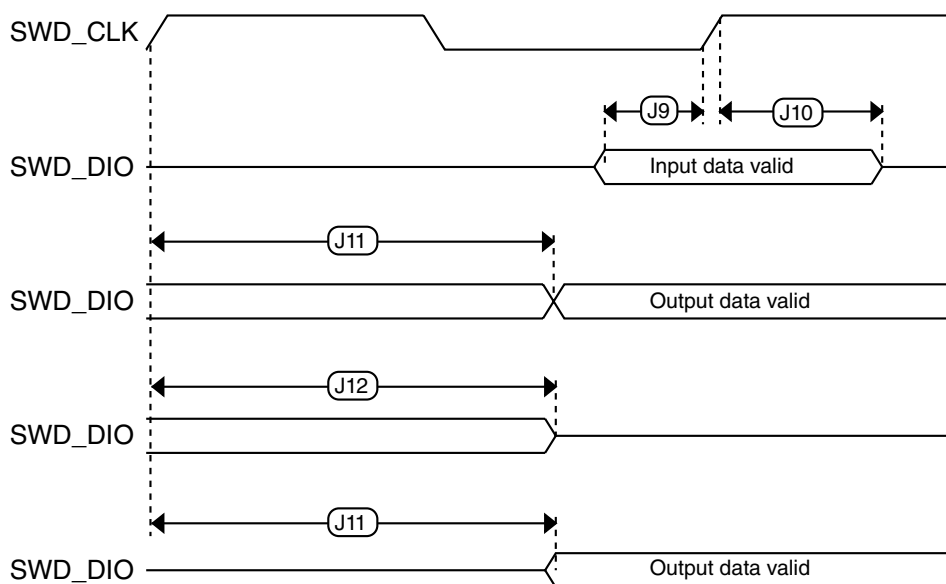 SWD_CLK
J9
J10
SWD_DIO
Input data valid
J11
SWD_DIO
Output data valid
J12
SWD_DIO
J11
SWD_DIO
Output data valid